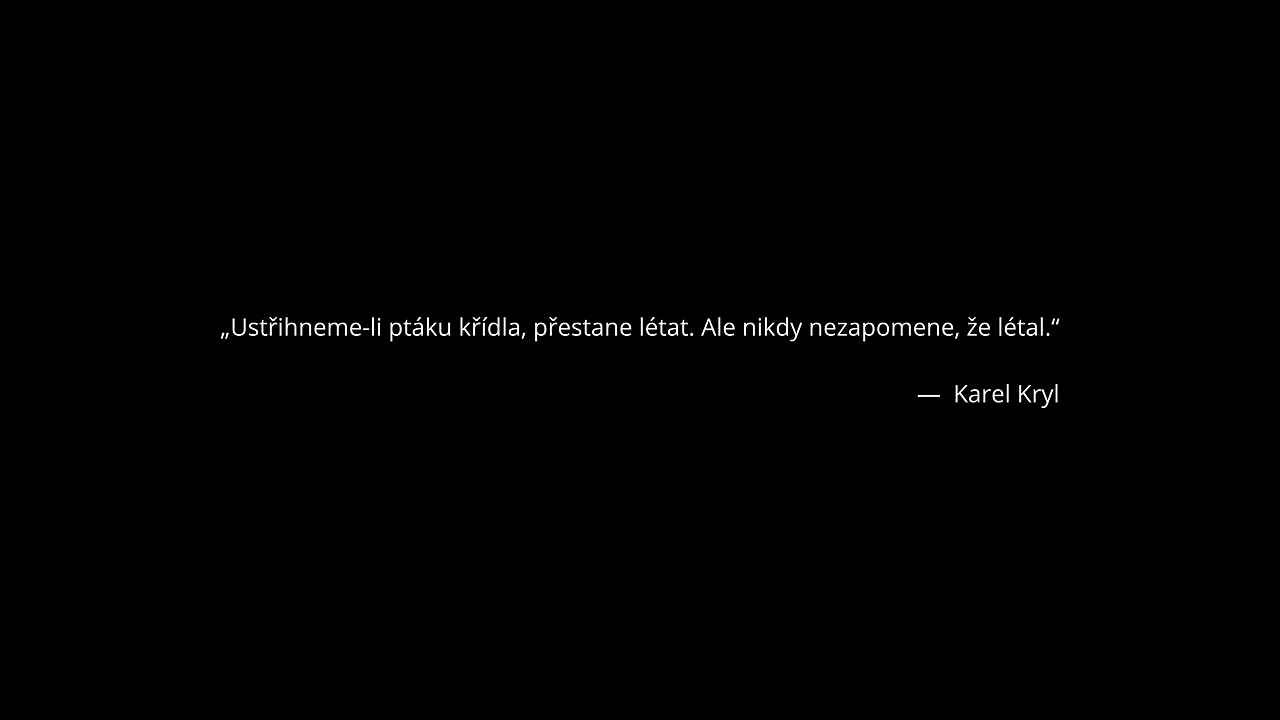 „Ustřihneme-li ptáku křídla, přestane létat. Ale nikdy nezapomene, že létal.“
— Karel Kryl